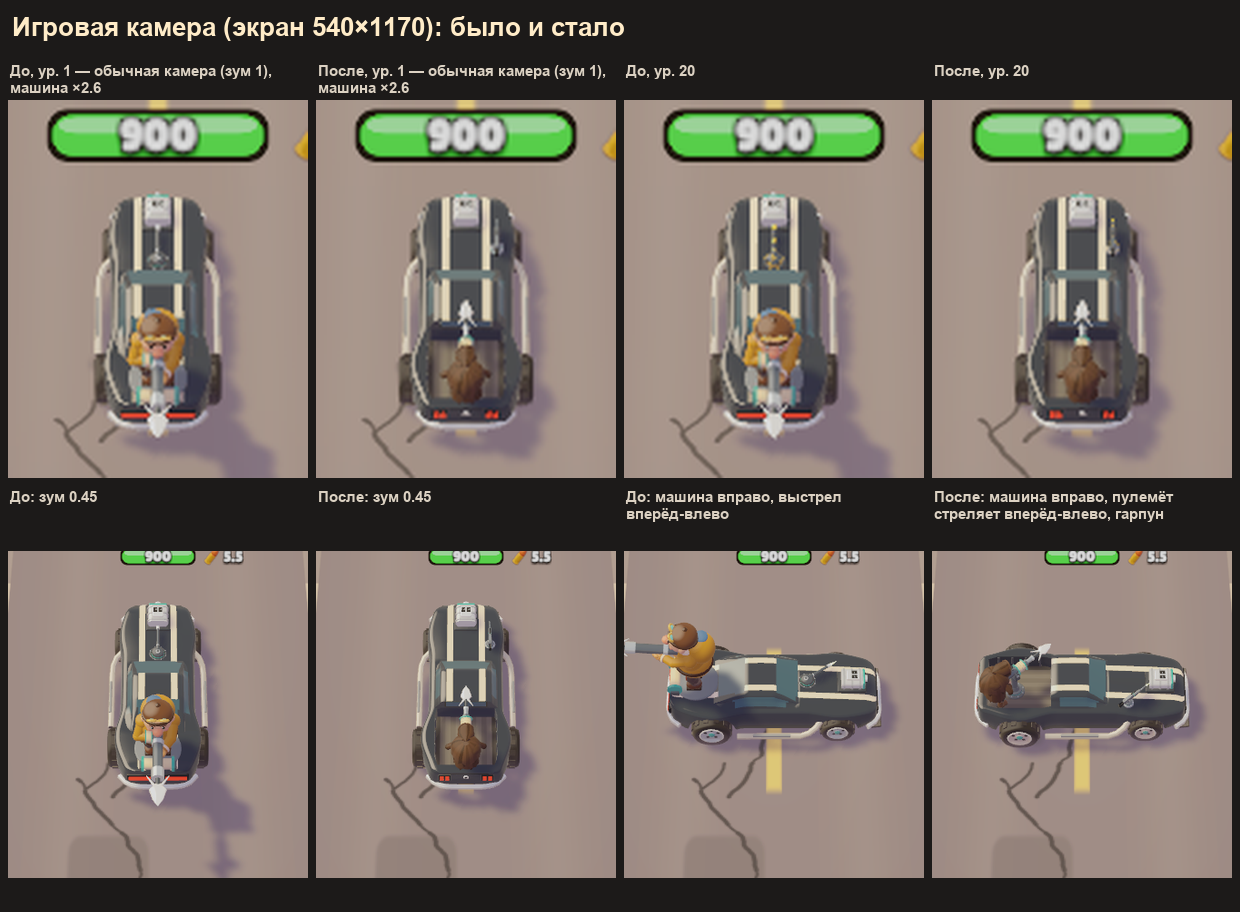 Игровая камера (экран 540×1170): было и стало
До, ур. 1 — обычная камера (зум 1),
машина ×2.6
После, ур. 1 — обычная камера (зум 1),
машина ×2.6
До, ур. 20
После, ур. 20
900
900
900
900
До: зум 0.45
После: зум 0.45
До: машина вправо, выстрел
вперёд-влево
После: машина вправо, пулемёт
стреляет вперёд-влево, гарпун
900 5.5
900 5.5
900 5.5
900 5.5